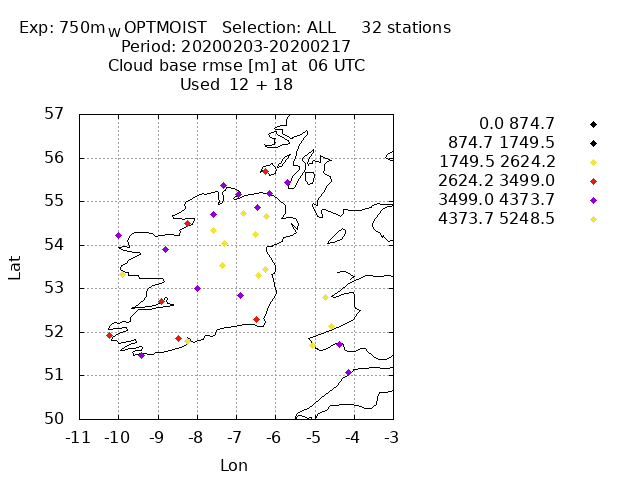 Exp: 750m_W OPTMOIST Selection: ALL 32 stations
Period: 20200203-20200217
Cloud base rmse [m] at 06 UTC
Used 12 + 18
0.0 874.7
874.7 1749.5
1749.5 2624.2
2624.2 3499.0
3499.0 4373.7
4373.7 5248.5
57
56
55
54
53
52
51
50
Lat
-11 -10 -9 -8 -7 -6 -5 -4 -3
Lon